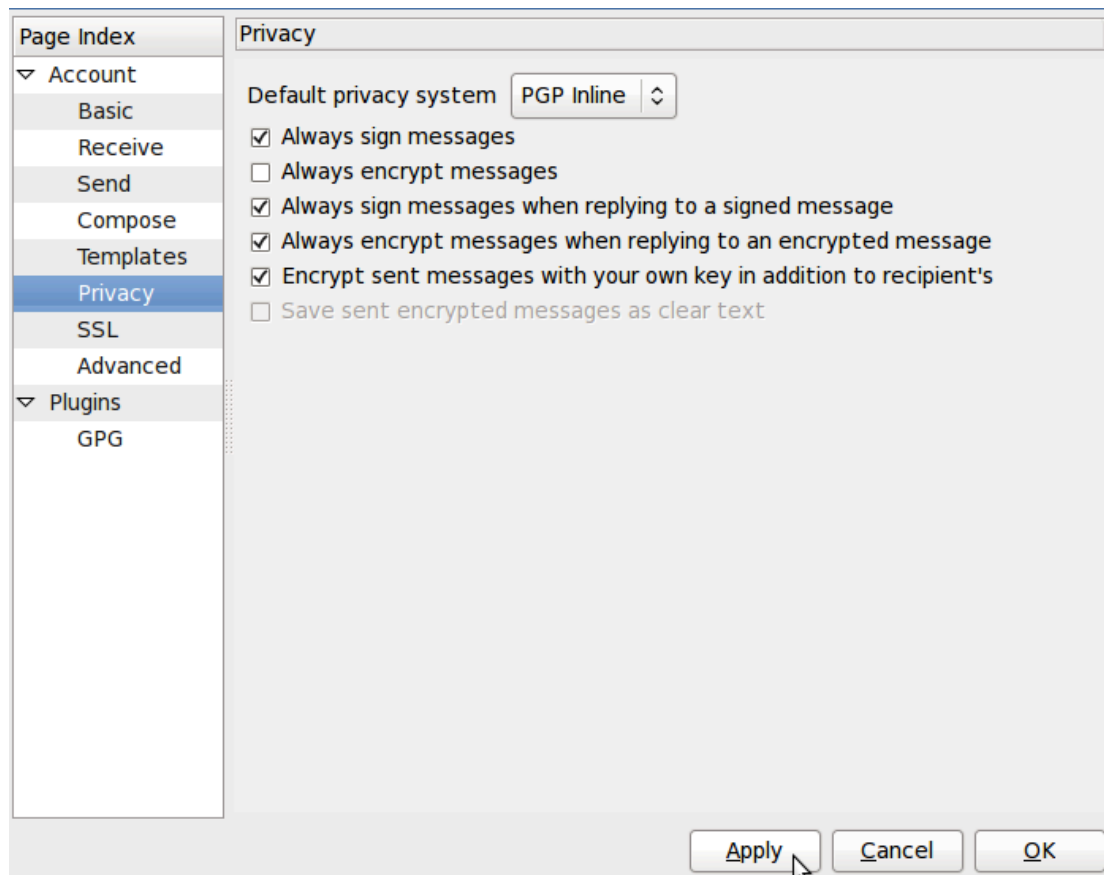 Page Index
Account
Basic
Receive
Send
Compose
Templates
Privacy
SSL
Advanced
Plugins
GPG
Privacy
Default privacy system PGP Inline
Always sign messages
Always encrypt messages
Always sign messages when replying to a signed message
Always encrypt messages when replying to an encrypted message
Encrypt sent messages with your own key in addition to recipient's
Save sent encrypted messages as clear text
Apply Cancel OK